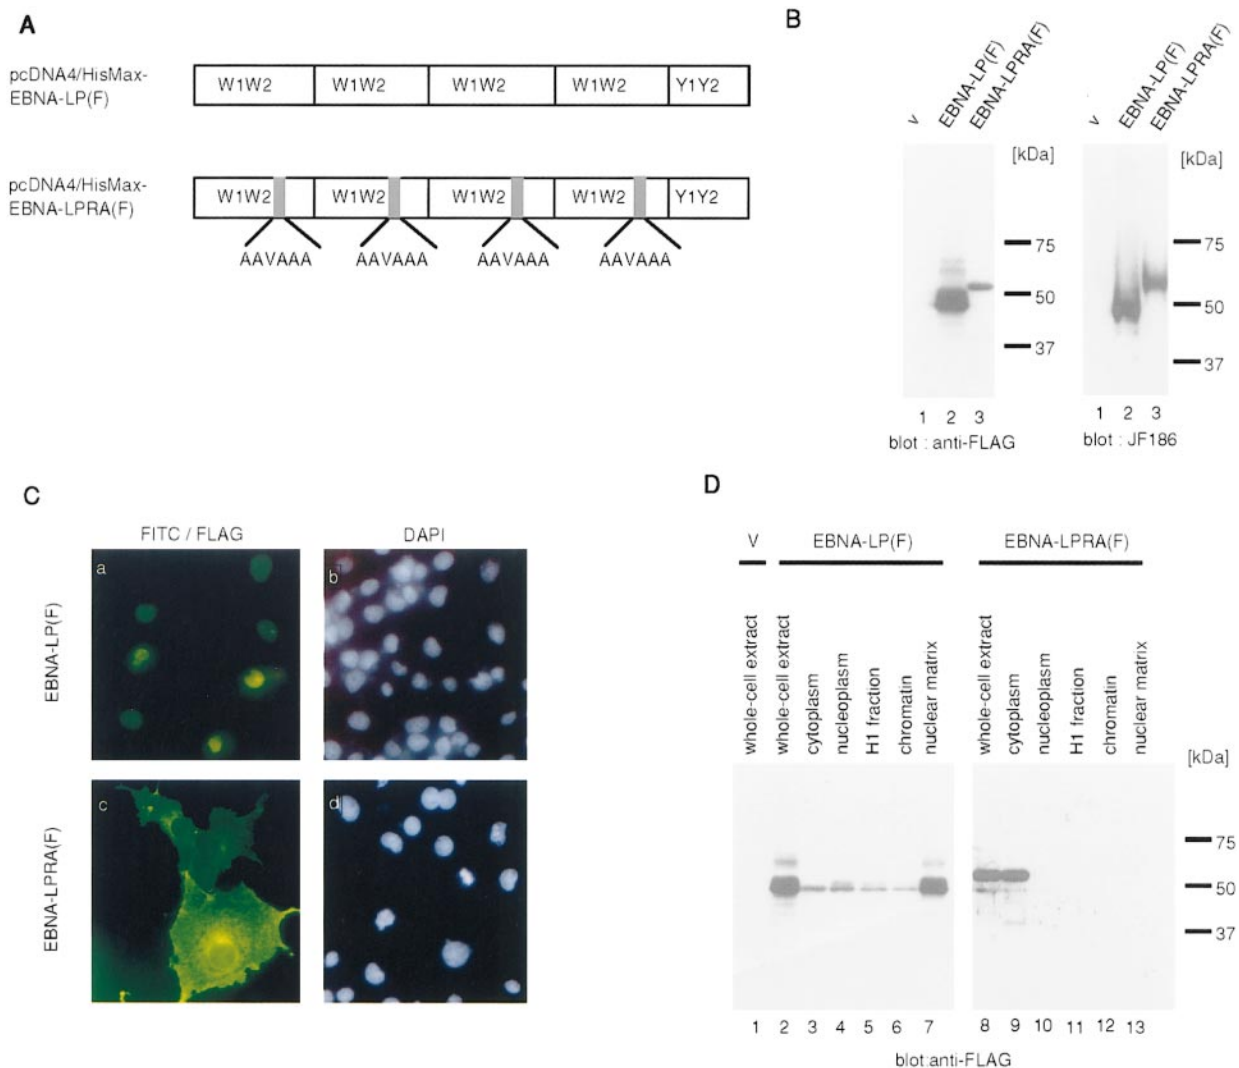 A
pcDNA4/HisMax-
EBNA-LP(F)
W1W2 W1W2 W1W2 W1W2 Y1Y2
pcDNA4/HisMax-
EBNA-LPRA(F)
W1W2 W1W2 W1W2 W1W2 Y1Y2
AAVAAA AAVAAA AAVAAA AAVAAA
B
V EBNA-LP(F) EBNA-LPRA(F)
[kDa]
75
50
37
1 2 3
blot : anti-FLAG
V EBNA-LP(F) EBNA-LPRA(F)
[kDa]
75
50
37
1 2 3
blot : JF186
C
FITC / FLAG DAPI
EBNA-LP(F)
a b
EBNA-LPRA(F)
c d
D
V EBNA-LP(F) EBNA-LPRA(F)
whole-cell extract
whole-cell extract
cytoplasm
nucleoplasm
H1 fraction
chromatin
nuclear matrix
whole-cell extract
cytoplasm
nucleoplasm
H1 fraction
chromatin
nuclear matrix
[kDa]
75
50
37
1 2 3 4 5 6 7 8 9 10 11 12 13
blot:anti-FLAG